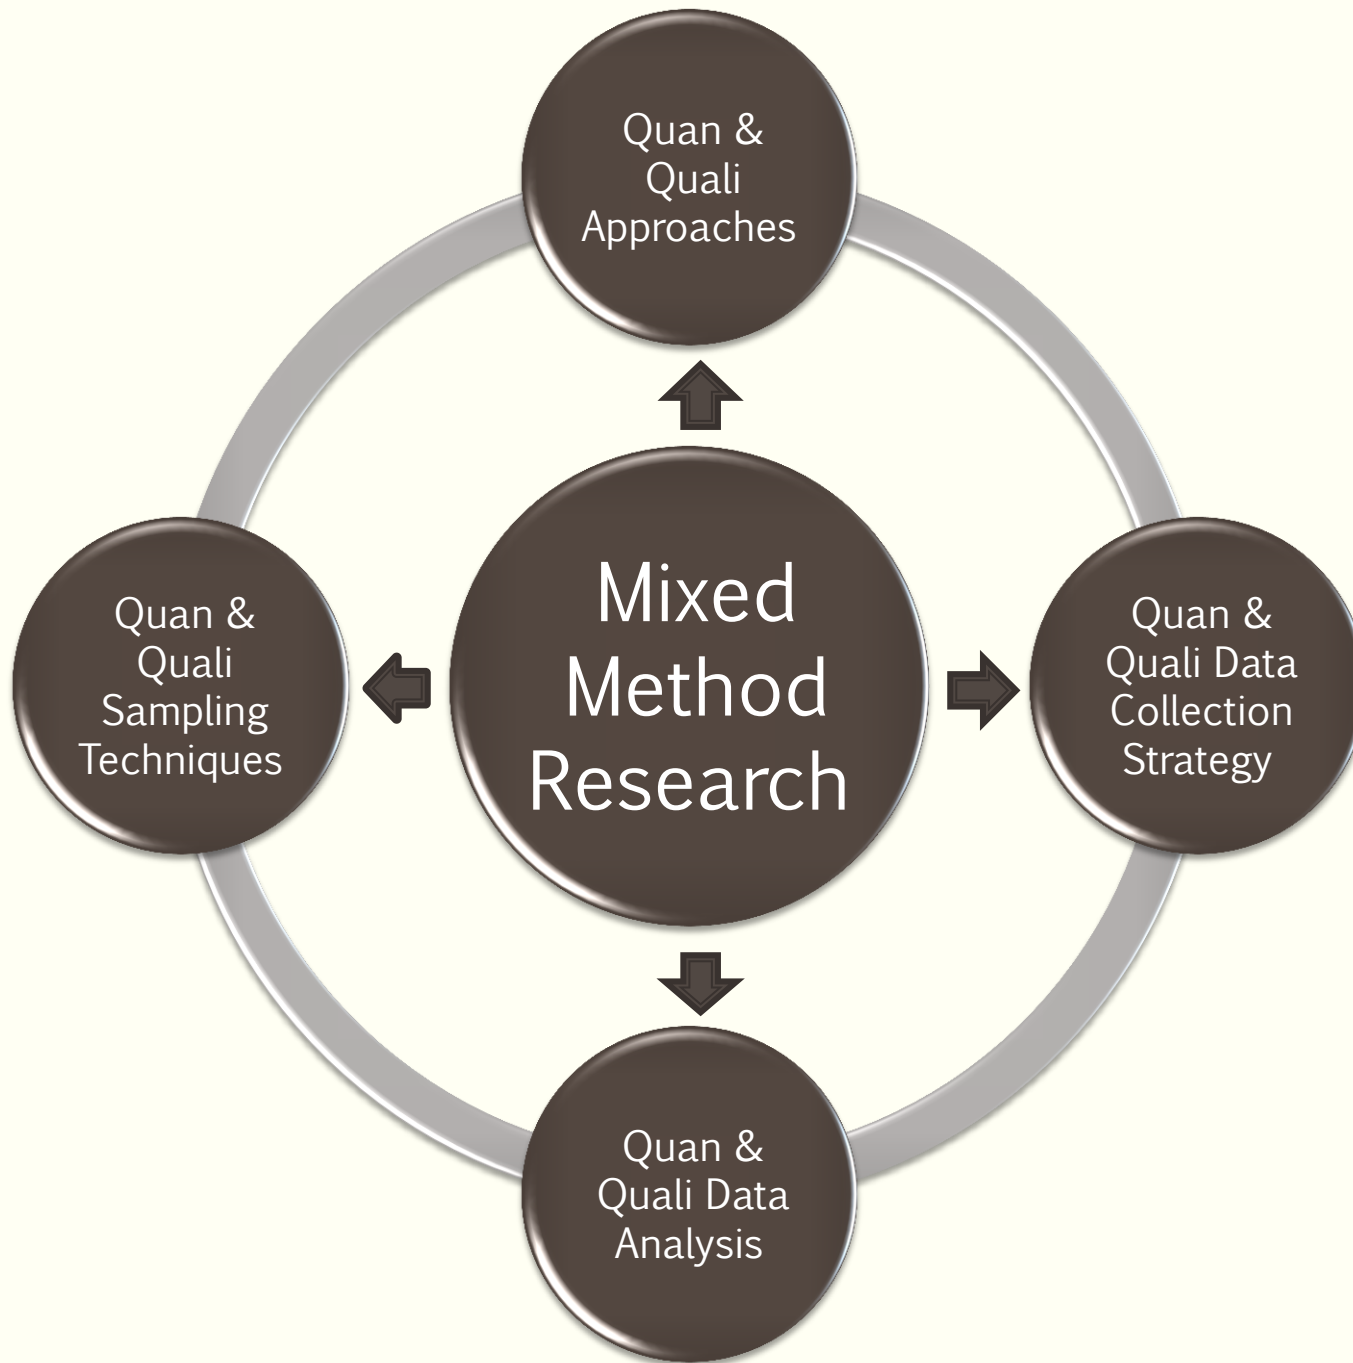 Quan &
Quali
Approaches
Mixed
Method
Research
Quan &
Quali Data
Collection
Strategy
Quan &
Quali Data
Analysis
Quan &
Quali
Sampling
Techniques